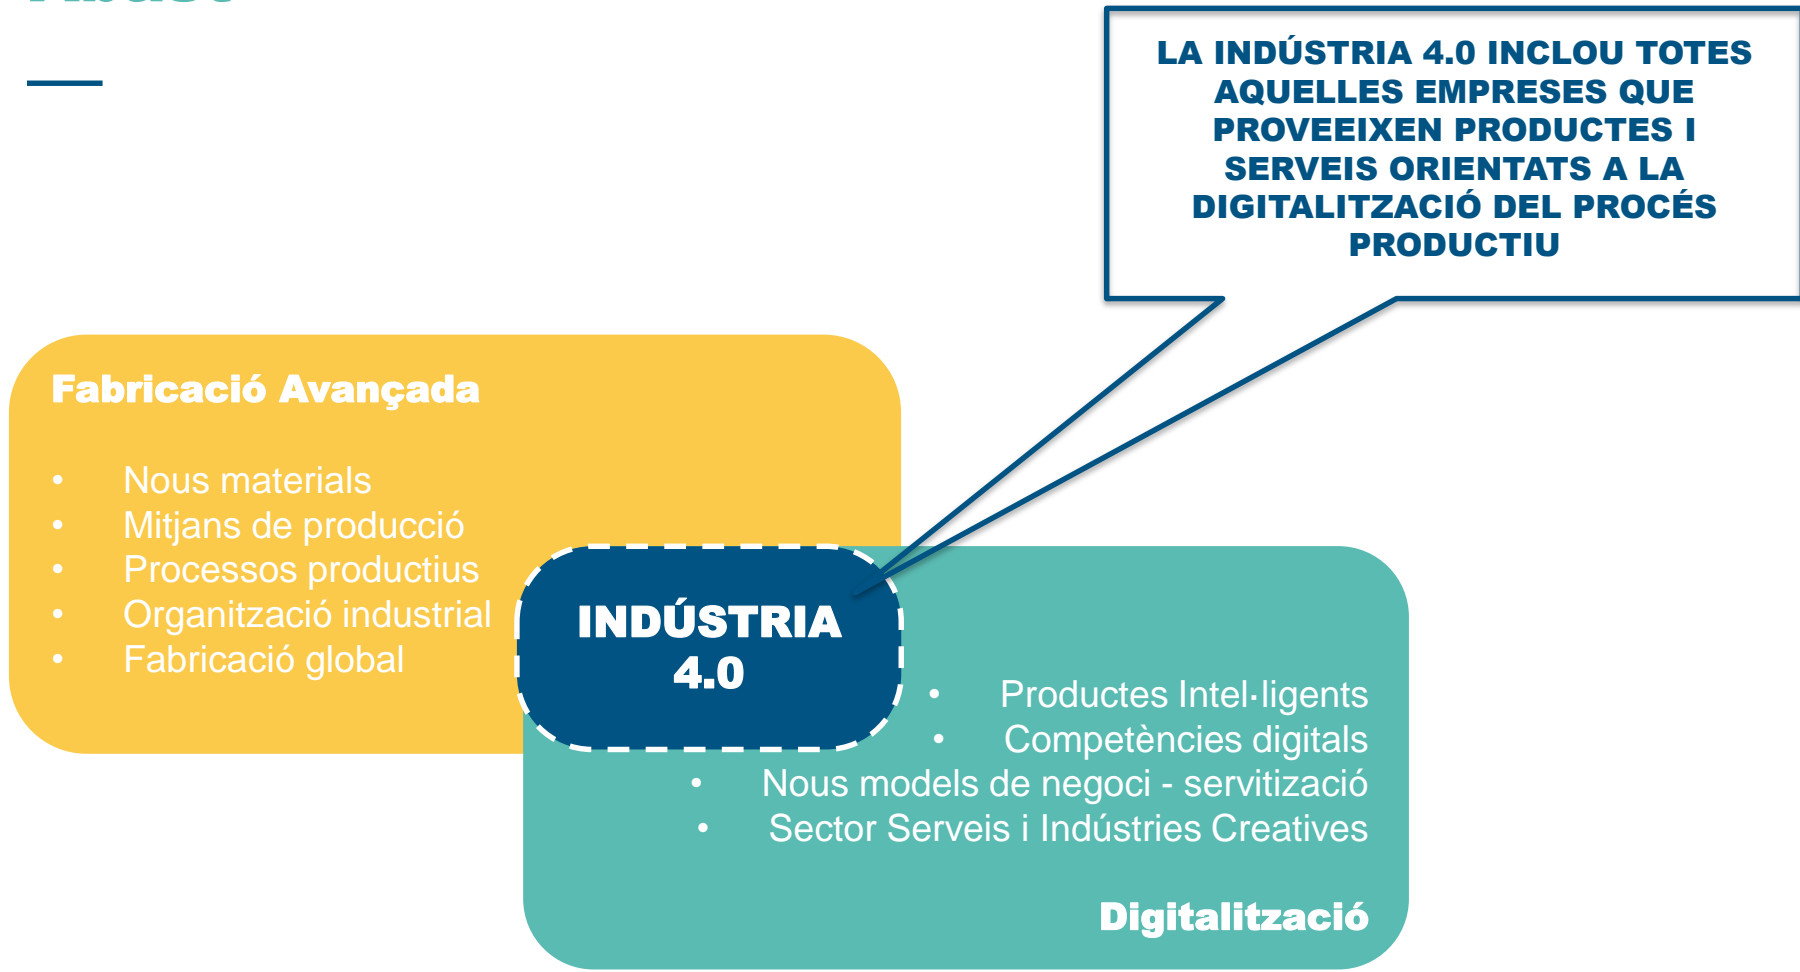 LA INDÚSTRIA 4.0 INCLOU TOTES
AQUELLES EMPRESES QUE
PROVEEIXEN PRODUCTES I
SERVEIS ORIENTATS A LA
DIGITALITZACIÓ DEL PROCÉS
PRODUCTIU
Fabricació Avançada
• Nous materials
• Mitjans de producció
• Processos productius
• Organització industrial
• Fabricació global
INDÚSTRIA
4.0
• Productes Intel·ligents
• Competències digitals
• Nous models de negoci - servitizació
• Sector Serveis i Indústries Creatives
Digitalització